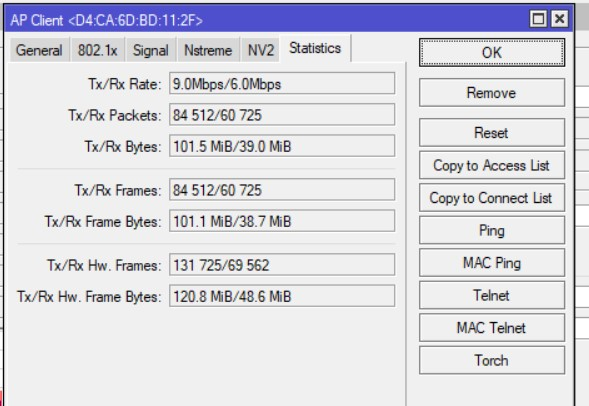 AP Client <D4:CA:6D:BD:11:2F>
General 802.1x Signal Nstreme NV2 Statistics
OK
Tx/Rx Rate: 9.0Mbps/6.0Mbps
Remove
Tx/Rx Packets: 84 512/60 725
Reset
Tx/Rx Bytes: 101.5 MiB/39.0 MiB
Copy to Access List
Tx/Rx Frames: 84 512/60 725
Copy to Connect List
Tx/Rx Frame Bytes: 101.1 MiB/38.7 MiB
Ping
Tx/Rx Hw. Frames: 131 725/69 562
MAC Ping
Tx/Rx Hw. Frame Bytes: 120.8 MiB/48.6 MiB
Telnet
MAC Telnet
Torch